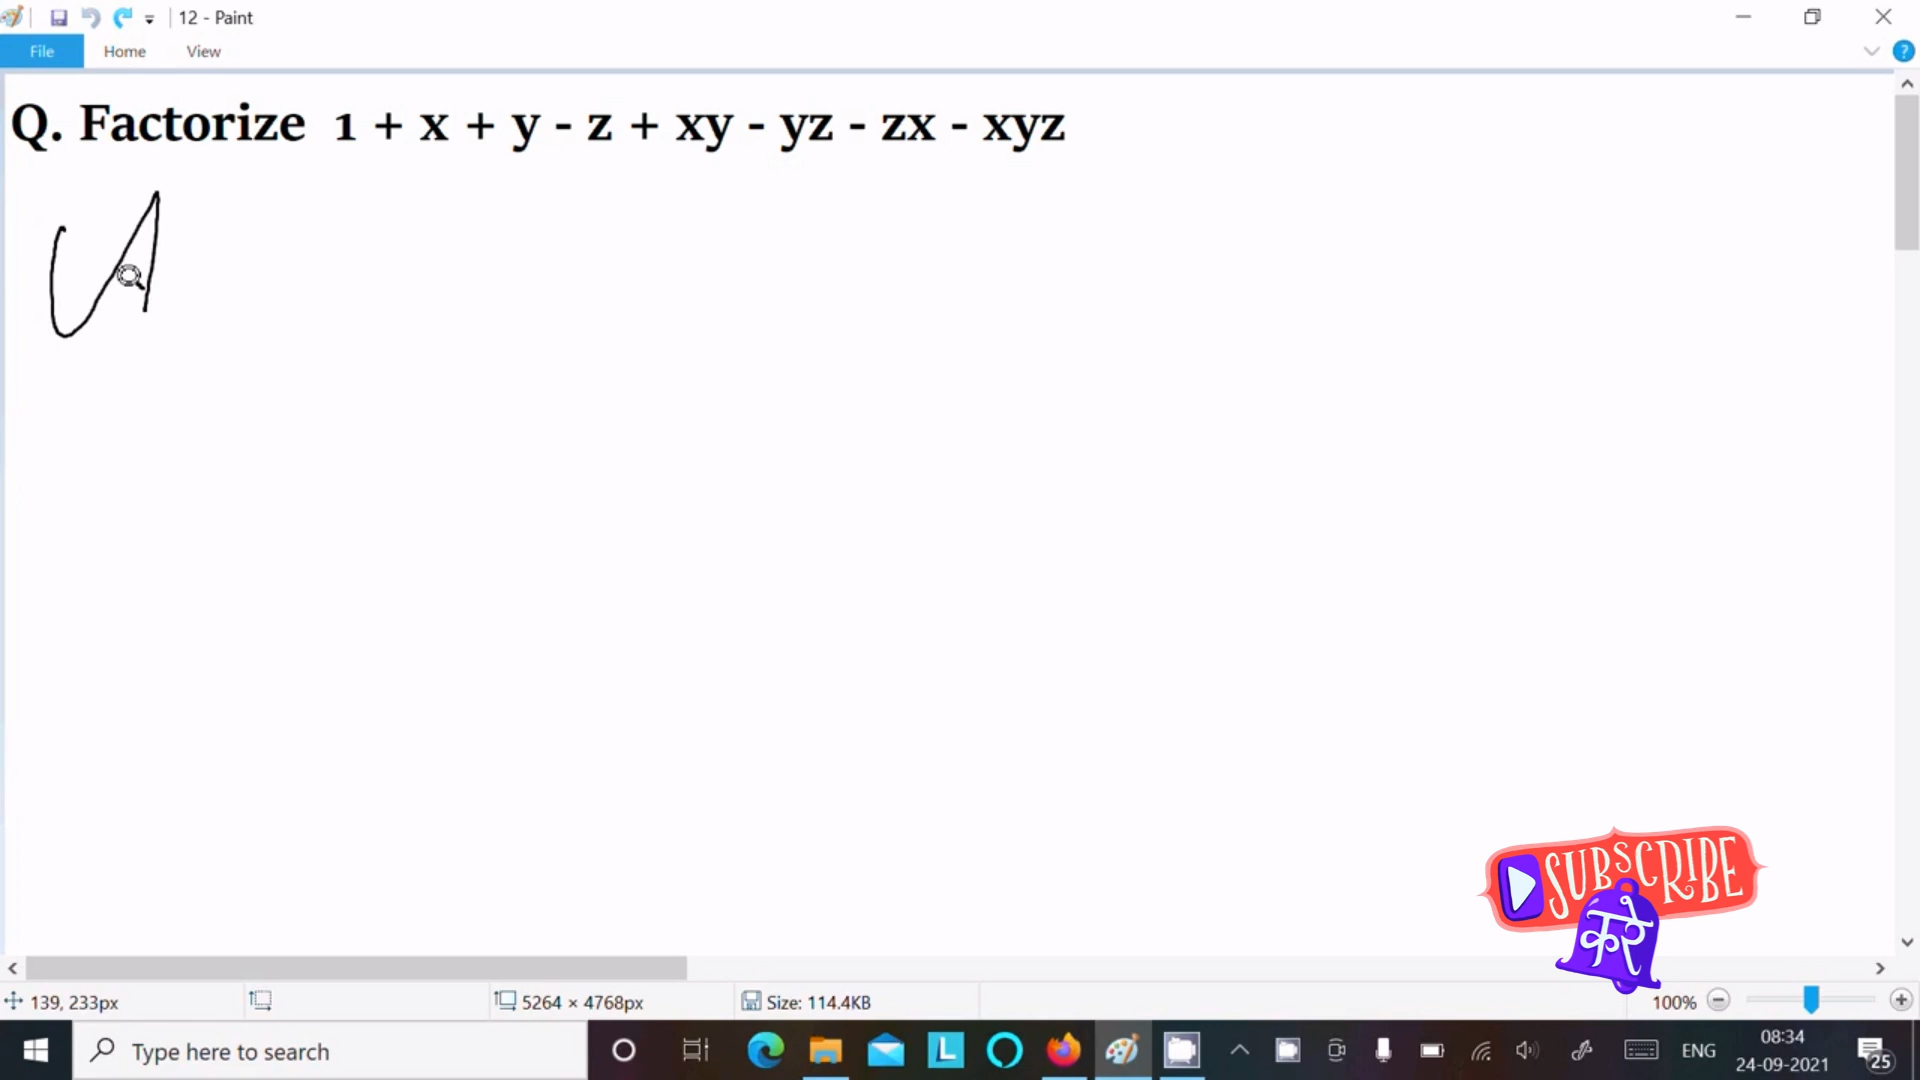 12 - Paint
File Home View
Q. Factorize 1 + x + y - z + xy - yz - zx - xyz
SUBSCRIBE
करे
139, 233px 5264 × 4768px Size: 114.4KB 100%
Type here to search L ENG 08:34
24-09-2021 25